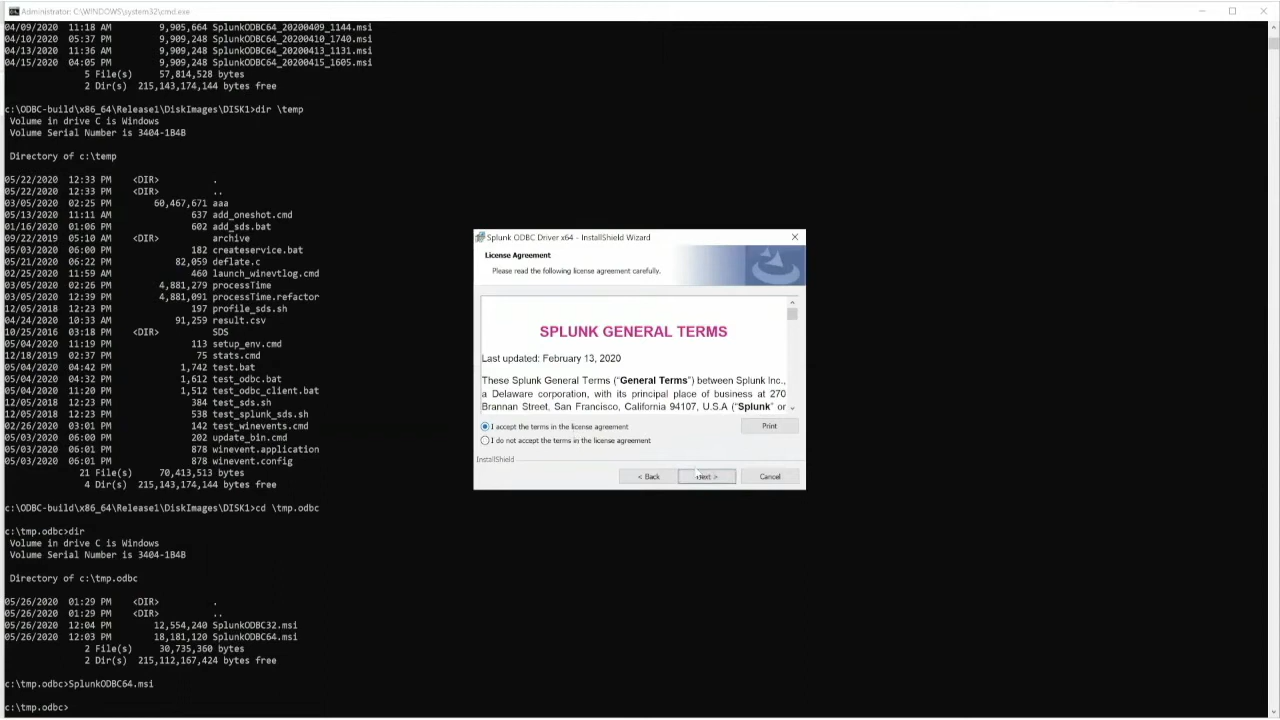 Administrator: C:\WINDOWS\system32\cmd.exe
04/09/2020 11:18 AM 9,905,664 SplunkODBC64_20200409_1144.msi
04/10/2020 05:37 PM 9,909,248 SplunkODBC64_20200410_1740.msi
04/13/2020 11:36 AM 9,909,248 SplunkODBC64_20200413_1131.msi
04/15/2020 04:05 PM 9,909,248 SplunkODBC64_20200415_1605.msi
5 File(s) 57,814,528 bytes
2 Dir(s) 215,143,174,144 bytes free
c:\ODBC-build\x86_64\Release1\DiskImages\DISK1>dir \temp
Volume in drive C is Windows
Volume Serial Number is 3404-1B4B
Directory of c:\temp
05/22/2020 12:33 PM <DIR> .
05/22/2020 12:33 PM <DIR> ..
03/05/2020 02:25 PM 60,467,671 aaa
05/13/2020 11:11 AM 637 add_oneshot.cmd
01/16/2020 01:06 PM 602 add_sds.bat
09/22/2019 05:10 AM <DIR> archive
05/03/2020 06:00 PM 182 createservice.bat
05/21/2020 06:22 PM 82,059 deflate.c
02/25/2020 11:59 AM 460 launch_winevtlog.cmd
03/05/2020 02:26 PM 4,881,279 processTime
03/05/2020 12:39 PM 4,881,091 processTime.refactor
12/05/2018 12:23 PM 197 profile_sds.sh
04/24/2020 10:33 AM 91,259 result.csv
10/25/2016 03:18 PM <DIR> SDS
05/04/2020 11:19 PM 113 setup_env.cmd
12/18/2019 02:37 PM 75 stats.cmd
05/04/2020 04:42 PM 1,742 test.bat
05/04/2020 04:32 PM 1,612 test_odbc.bat
05/04/2020 11:20 PM 1,512 test_odbc_client.bat
12/05/2018 12:23 PM 384 test_sds.sh
12/05/2018 12:23 PM 538 test_splunk_sds.sh
02/26/2020 03:01 PM 142 test_winevents.cmd
05/03/2020 06:00 PM 202 update_bin.cmd
05/03/2020 06:01 PM 878 winevent.application
05/03/2020 06:01 PM 878 winevent.config
21 File(s) 70,413,513 bytes
4 Dir(s) 215,143,174,144 bytes free
c:\ODBC-build\x86_64\Release1\DiskImages\DISK1>cd \tmp.odbc
c:\tmp.odbc>dir
Volume in drive C is Windows
Volume Serial Number is 3404-1B4B
Directory of c:\tmp.odbc
05/26/2020 01:29 PM <DIR> .
05/26/2020 01:29 PM <DIR> ..
05/26/2020 12:04 PM 12,554,240 SplunkODBC32.msi
05/26/2020 12:03 PM 18,181,120 SplunkODBC64.msi
2 File(s) 30,735,360 bytes
2 Dir(s) 215,112,167,424 bytes free
c:\tmp.odbc>SplunkODBC64.msi
c:\tmp.odbc>
Splunk ODBC Driver x64 - InstallShield Wizard
License Agreement
Please read the following license agreement carefully.
SPLUNK GENERAL TERMS
Last updated: February 13, 2020
These Splunk General Terms (“General Terms”) between Splunk Inc.,
a Delaware corporation, with its principal place of business at 270
Brannan Street, San Francisco, California 94107, U.S.A (“Splunk” or
I accept the terms in the license agreement
Print
I do not accept the terms in the license agreement
InstallShield
< Back
Next >
Cancel